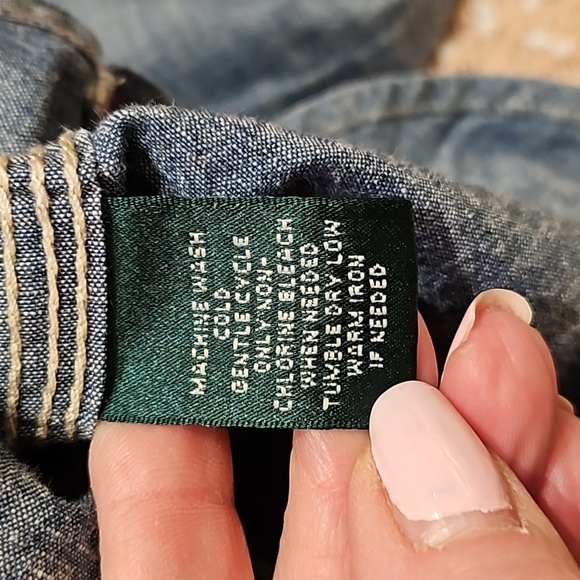 MACHINE WASH
COLD
GENTLE CYCLE
ONLY NON-
CHLORINE BLEACH
WHEN NEEDED
TUMBLE DRY LOW
WARM IRON
IF NEEDED